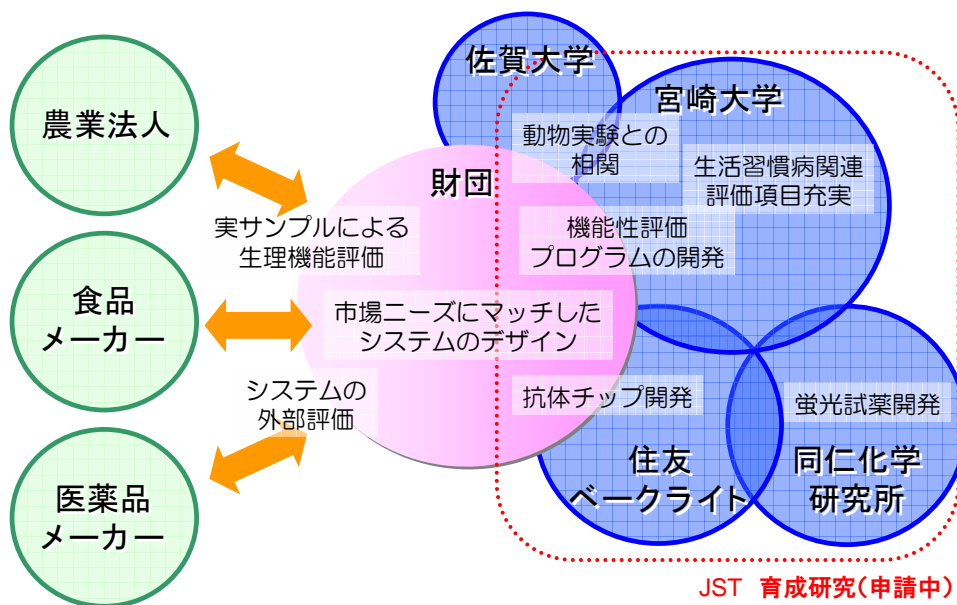 農業法人
食品
メーカー
医薬品
メーカー
実サンプルによる
生理機能評価
システムの
外部評価
財団
市場ニーズにマッチした
システムのデザイン
佐賀大学
宮崎大学
動物実験との
相関
生活習慣病関連
評価項目充実
機能性評価
プログラムの開発
抗体チップ開発
蛍光試薬開発
住友
ベークライト
同仁化学
研究所
JST 育成研究(申請中)